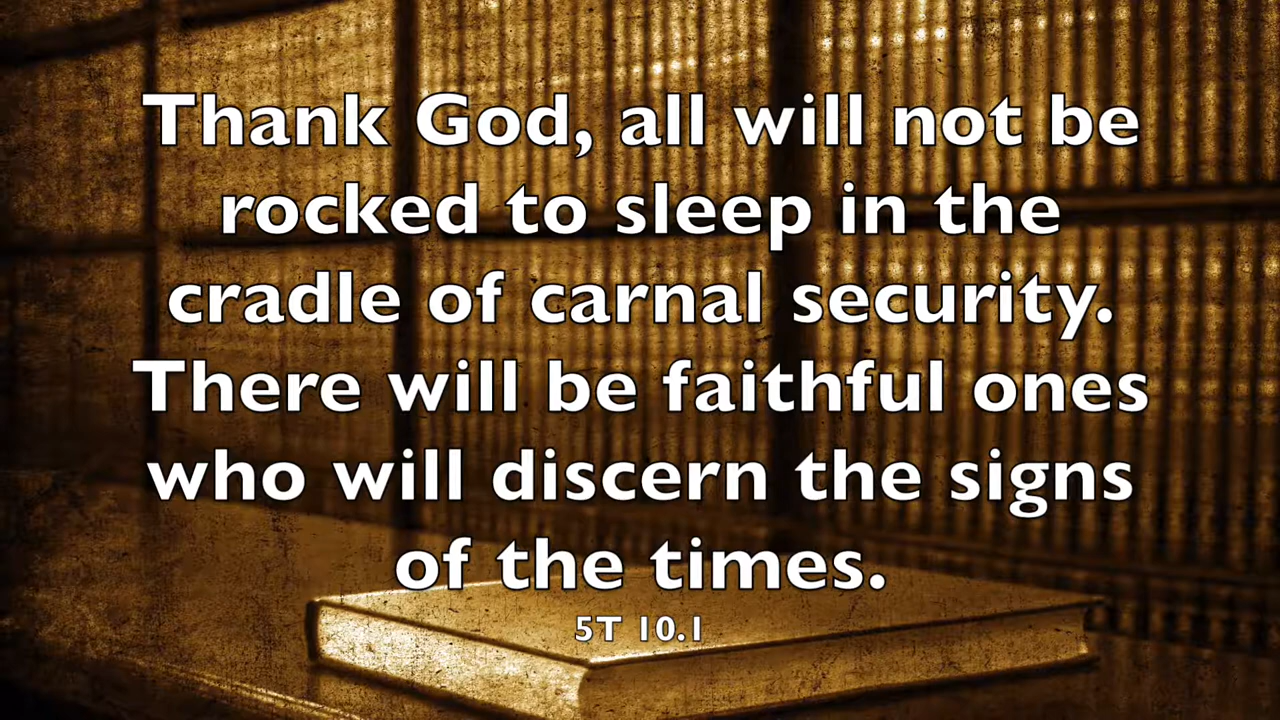 Thank God, all will not be
rocked to sleep in the
cradle of carnal security.
There will be faithful ones
who will discern the signs
of the times.
5T 10.1